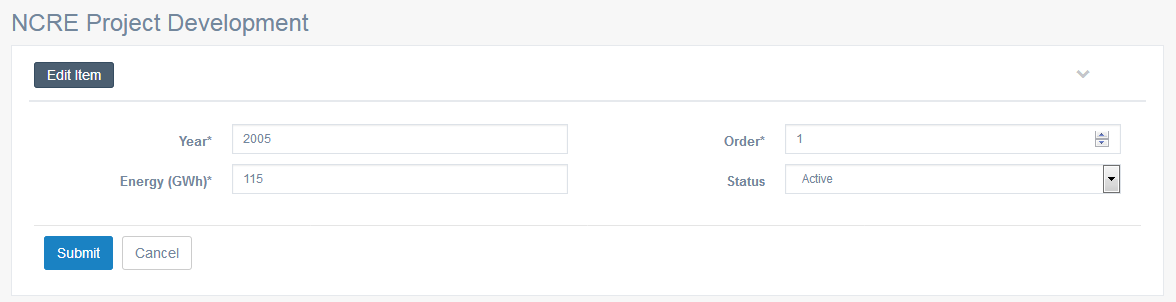 NCRE Project Development
Edit Item
Year* 2005 Order* 1
Energy (GWh)* 115 Status Active
Submit Cancel